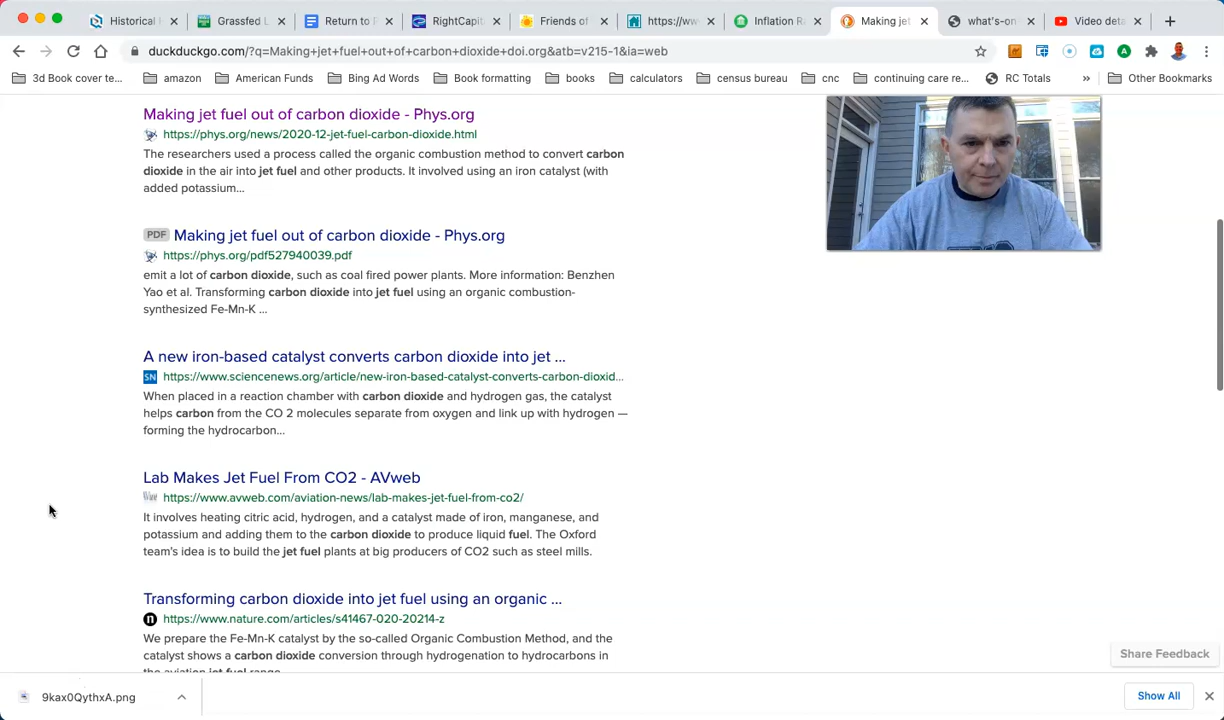 Historical H
Grassfed L
Return to I
RightCapit
Friends of
https://ww
Inflation Ra
Making jet
what's-on
Video deta
duckduckgo.com/?q=Making+jet+fuel+out+of+carbon+dioxide+doi.org&atb=v215-1&ia=web
3d Book cover te...
amazon
American Funds
Bing Ad Words
Book formatting
books
calculators
census bureau
cnc
continuing care re...
RC Totals
»
Other Bookmarks
Making jet fuel out of carbon dioxide - Phys.org
https://phys.org/news/2020-12-jet-fuel-carbon-dioxide.html
The researchers used a process called the organic combustion method to convert carbon
dioxide in the air into jet fuel and other products. It involved using an iron catalyst (with
added potassium...
PDF Making jet fuel out of carbon dioxide - Phys.org
https://phys.org/pdf527940039.pdf
emit a lot of carbon dioxide, such as coal fired power plants. More information: Benzhen
Yao et al. Transforming carbon dioxide into jet fuel using an organic combustion-
synthesized Fe-Mn-K ...
A new iron-based catalyst converts carbon dioxide into jet ...
SN https://www.sciencenews.org/article/new-iron-based-catalyst-converts-carbon-dioxid...
When placed in a reaction chamber with carbon dioxide and hydrogen gas, the catalyst
helps carbon from the CO 2 molecules separate from oxygen and link up with hydrogen —
forming the hydrocarbon...
Lab Makes Jet Fuel From CO2 - AVweb
https://www.avweb.com/aviation-news/lab-makes-jet-fuel-from-co2/
It involves heating citric acid, hydrogen, and a catalyst made of iron, manganese, and
potassium and adding them to the carbon dioxide to produce liquid fuel. The Oxford
team's idea is to build the jet fuel plants at big producers of CO2 such as steel mills.
Transforming carbon dioxide into jet fuel using an organic ...
n https://www.nature.com/articles/s41467-020-20214-z
We prepare the Fe-Mn-K catalyst by the so-called Organic Combustion Method, and the
catalyst shows a carbon dioxide conversion through hydrogenation to hydrocarbons in
the aviation jet fuel range
Share Feedback
9kax0QythxA.png
Show All